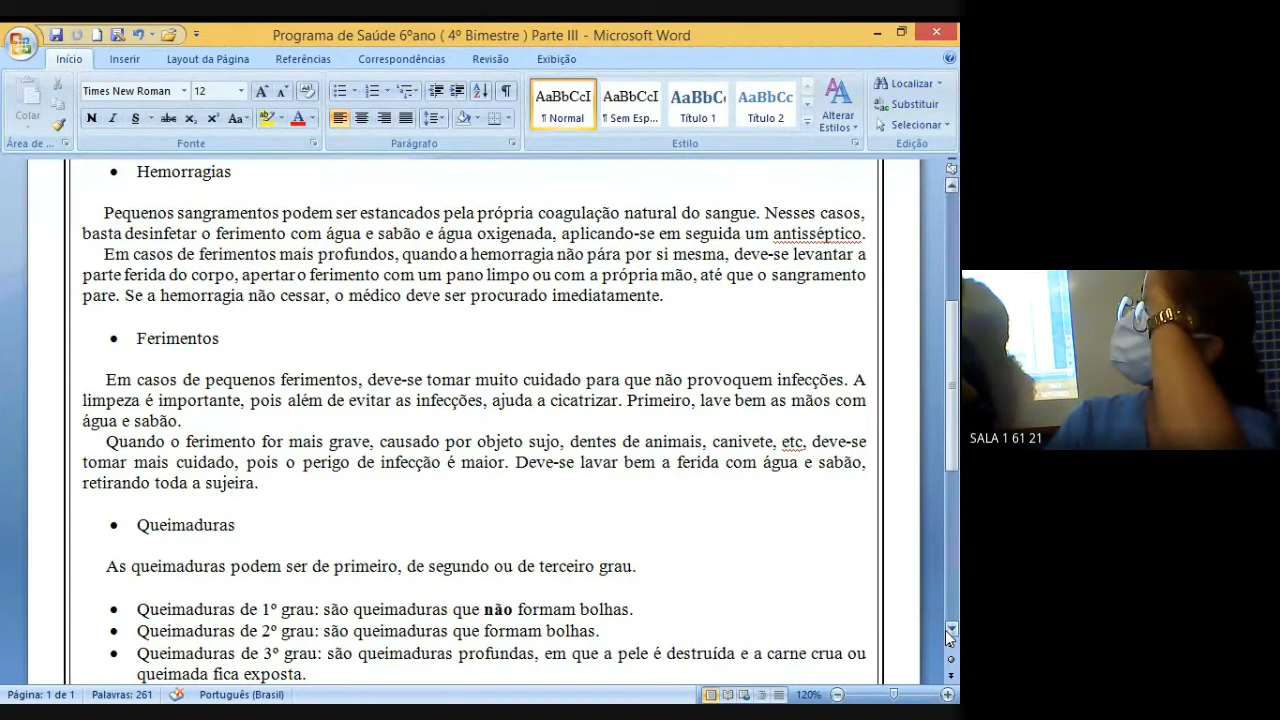 Programa de Saúde 6ºano ( 4º Bimestre ) Parte III - Microsoft Word
Início Inserir Layout da Página Referências Correspondências Revisão Exibição
Times New Roman 12
Colar
N I S abc x₂ x² Aa
AaBbCcI AaBbCcI AaBbC AaBbCc
¶ Normal ¶ Sem Esp... Título 1 Título 2
Alterar Estilos
Localizar
Substituir
Selecionar
Área de ... Fonte Parágrafo Estilo Edição
• Hemorragias
Pequenos sangramentos podem ser estancados pela própria coagulação natural do sangue. Nesses casos,
basta desinfetar o ferimento com água e sabão e água oxigenada, aplicando-se em seguida um antisséptico.
Em casos de ferimentos mais profundos, quando a hemorragia não pára por si mesma, deve-se levantar a
parte ferida do corpo, apertar o ferimento com um pano limpo ou com a própria mão, até que o sangramento
pare. Se a hemorragia não cessar, o médico deve ser procurado imediatamente.
• Ferimentos
Em casos de pequenos ferimentos, deve-se tomar muito cuidado para que não provoquem infecções. A
limpeza é importante, pois além de evitar as infecções, ajuda a cicatrizar. Primeiro, lave bem as mãos com
água e sabão.
Quando o ferimento for mais grave, causado por objeto sujo, dentes de animais, canivete, etc, deve-se
tomar mais cuidado, pois o perigo de infecção é maior. Deve-se lavar bem a ferida com água e sabão,
retirando toda a sujeira.
• Queimaduras
As queimaduras podem ser de primeiro, de segundo ou de terceiro grau.
• Queimaduras de 1º grau: são queimaduras que não formam bolhas.
• Queimaduras de 2º grau: são queimaduras que formam bolhas.
• Queimaduras de 3º grau: são queimaduras profundas, em que a pele é destruída e a carne crua ou
queimada fica exposta.
Página: 1 de 1 Palavras: 261 Português (Brasil) 120%
SALA 1 61 21